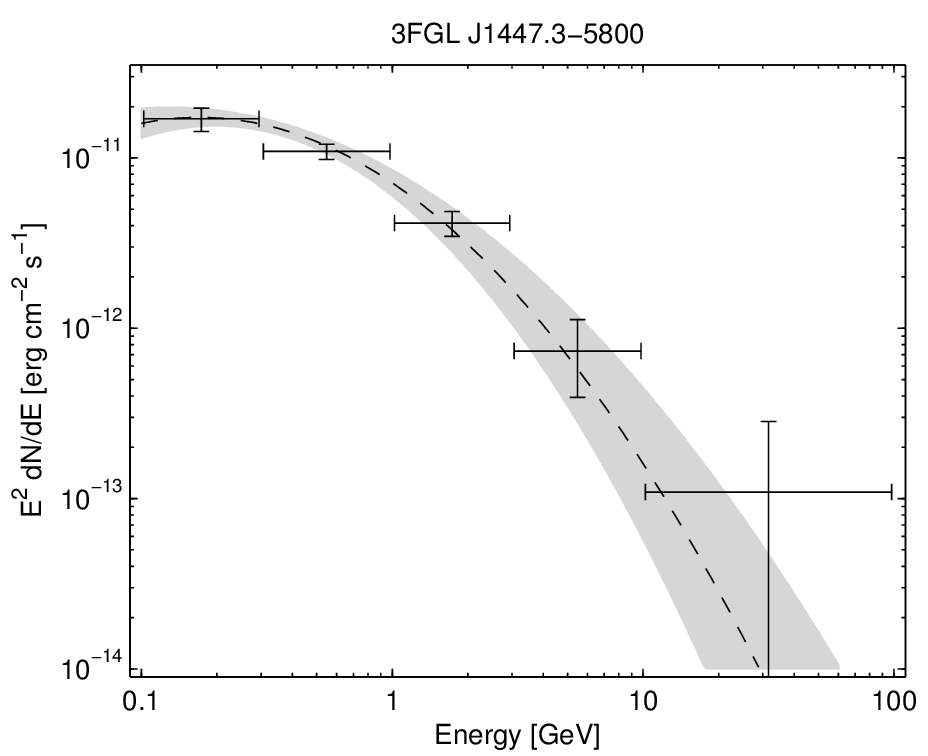 3FGL J1447.3−5800
E² dN/dE [erg cm⁻² s⁻¹]
10⁻¹¹
10⁻¹²
10⁻¹³
10⁻¹⁴
0.1 1 10 100
Energy [GeV]